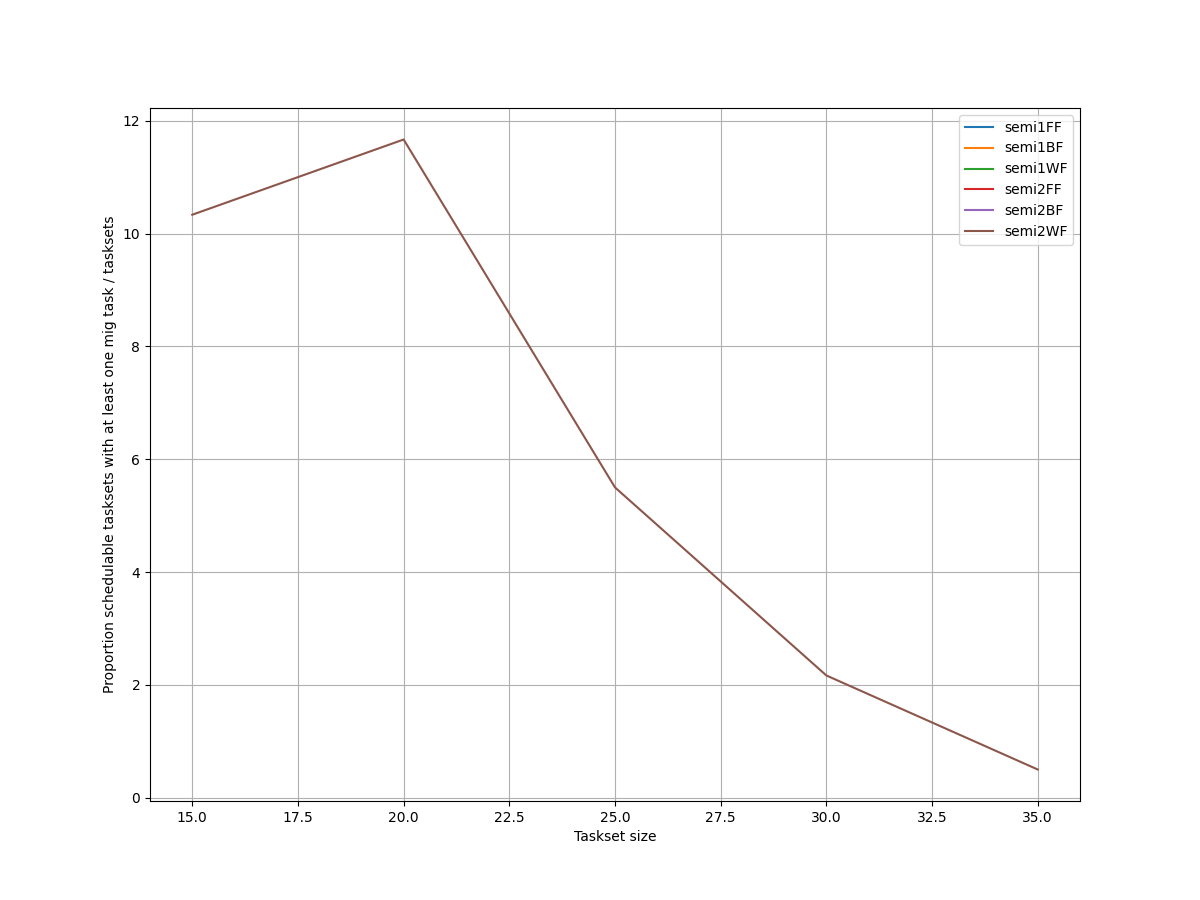 Proportion schedulable tasksets with at least one mig task / tasksets
12
10
8
6
4
2
0
semi1FF
semi1BF
semi1WF
semi2FF
semi2BF
semi2WF
15.0 17.5 20.0 22.5 25.0 27.5 30.0 32.5 35.0
Taskset size